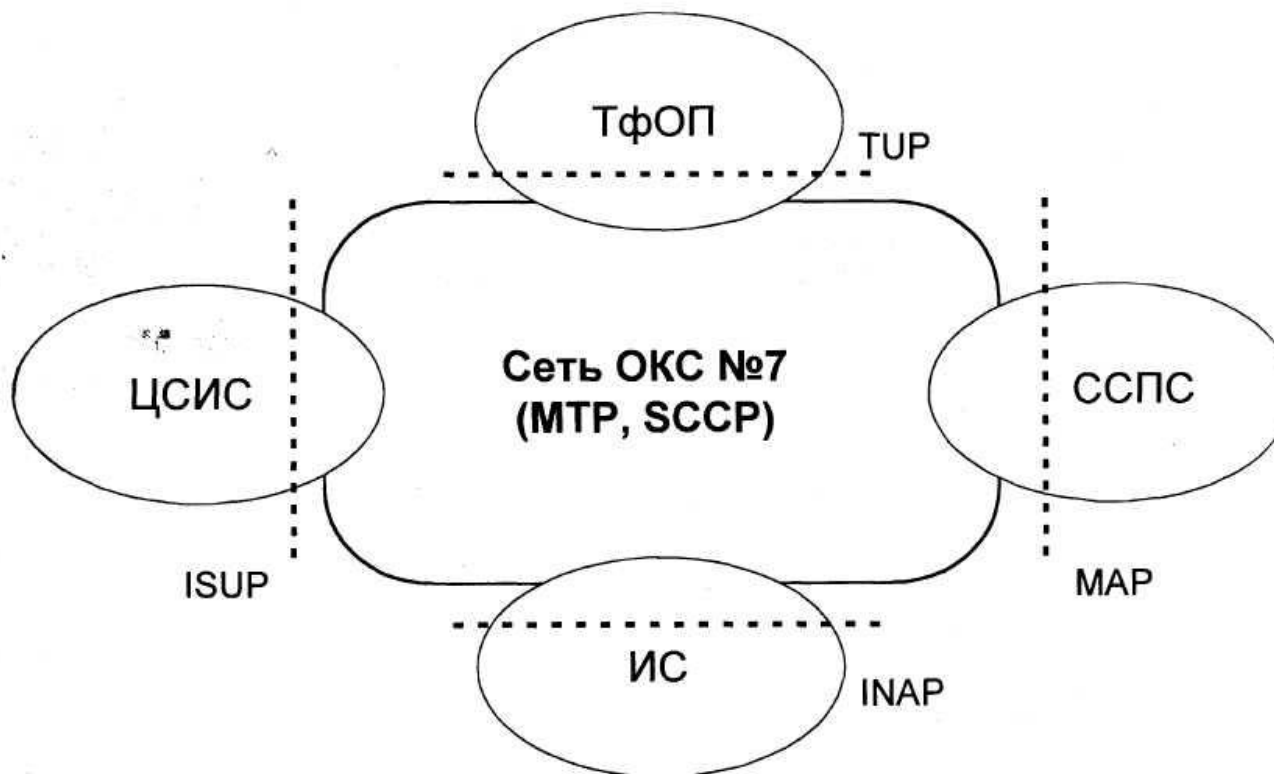 ТфОП
TUP
ЦСИС
Сеть ОКС №7
(MTP, SCCP)
ССПС
ISUP
MAP
ИС
INAP